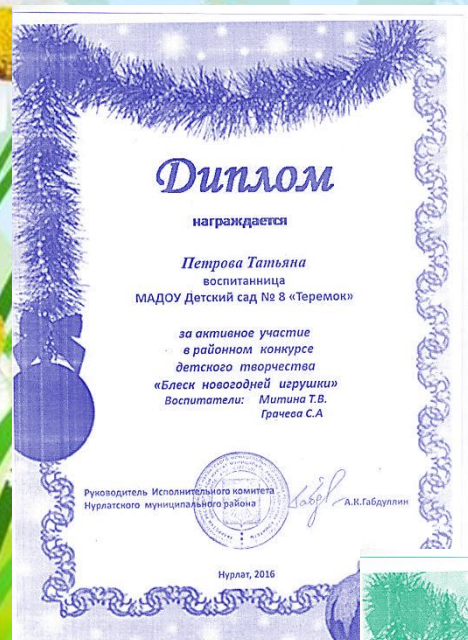 Диплом
награждается
Петрова Татьяна
воспитанница
МАДОУ Детский сад № 8 «Теремок»
за активное участие
в районном конкурсе
детского творчества
«Блеск новогодней игрушки»
Воспитатели: Митина Т.В.
Грачева С.А
Руководитель Исполнительного комитета
Нурлатского муниципального района
А.К.Габдуллин
Нурлат, 2016